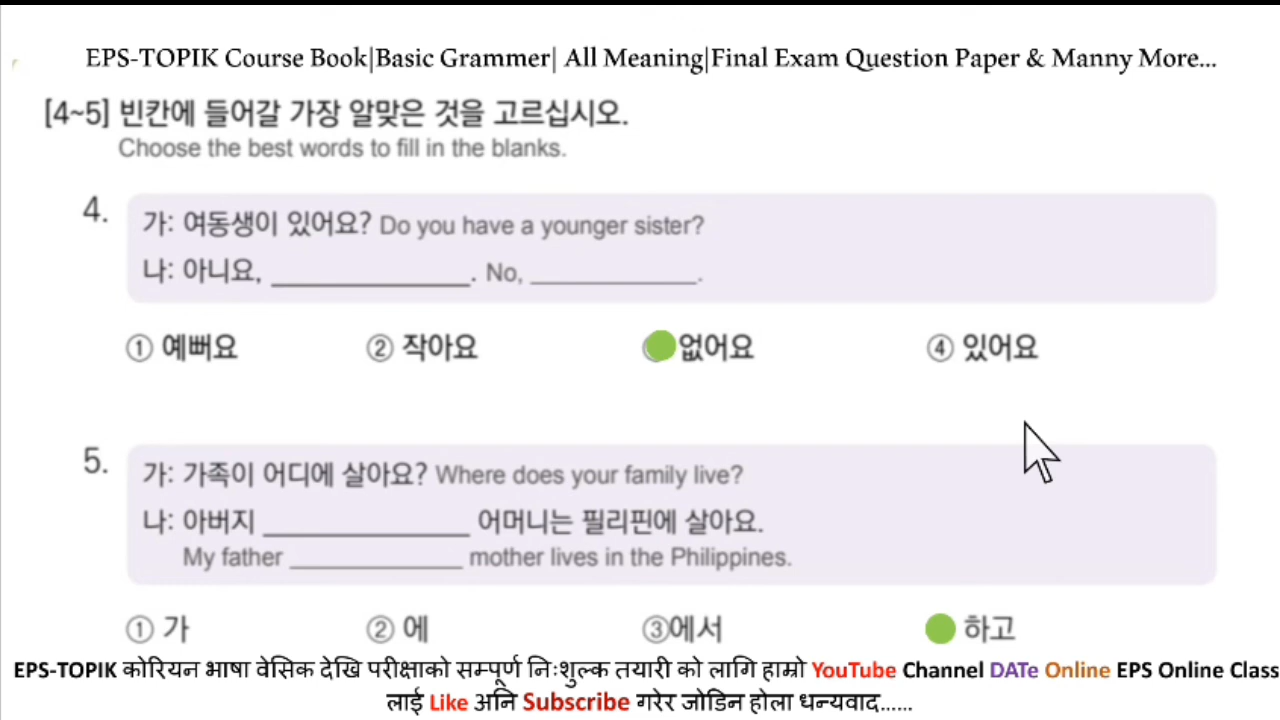 EPS-TOPIK Course Book|Basic Grammer| All Meaning|Final Exam Question Paper & Manny More...
[4~5] 빈칸에 들어갈 가장 알맞은 것을 고르십시오.
Choose the best words to fill in the blanks.
4.
가: 여동생이 있어요? Do you have a younger sister?
나: 아니요, ______________. No, ____________.
① 예뻐요 ② 작아요 없어요 ④ 있어요
5.
가: 가족이 어디에 살아요? Where does your family live?
나: 아버지 ______________ 어머니는 필리핀에 살아요.
My father ____________ mother lives in the Philippines.
① 가 ② 에 ③에서 하고
EPS-TOPIK कोरियन भाषा वेसिक देखि परीक्षाको सम्पूर्ण निःशुल्क तयारी को लागि हाम्रो YouTube Channel DATe Online EPS Online Class
लाई Like अनि Subscribe गरेर जोडिन होला धन्यवाद......